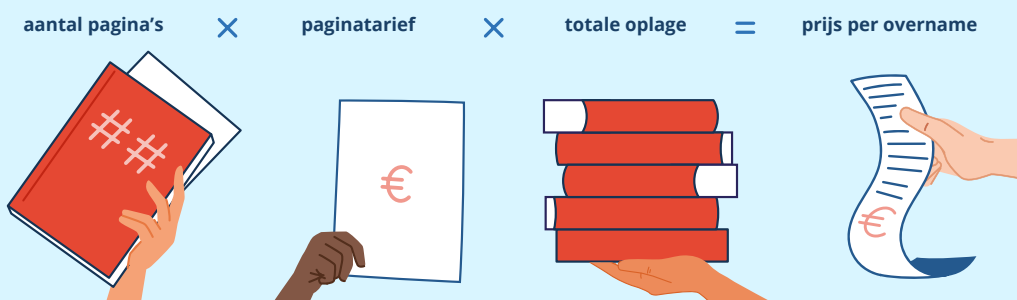 aantal pagina’s × paginatarief × totale oplage = prijs per overname
##
€
€